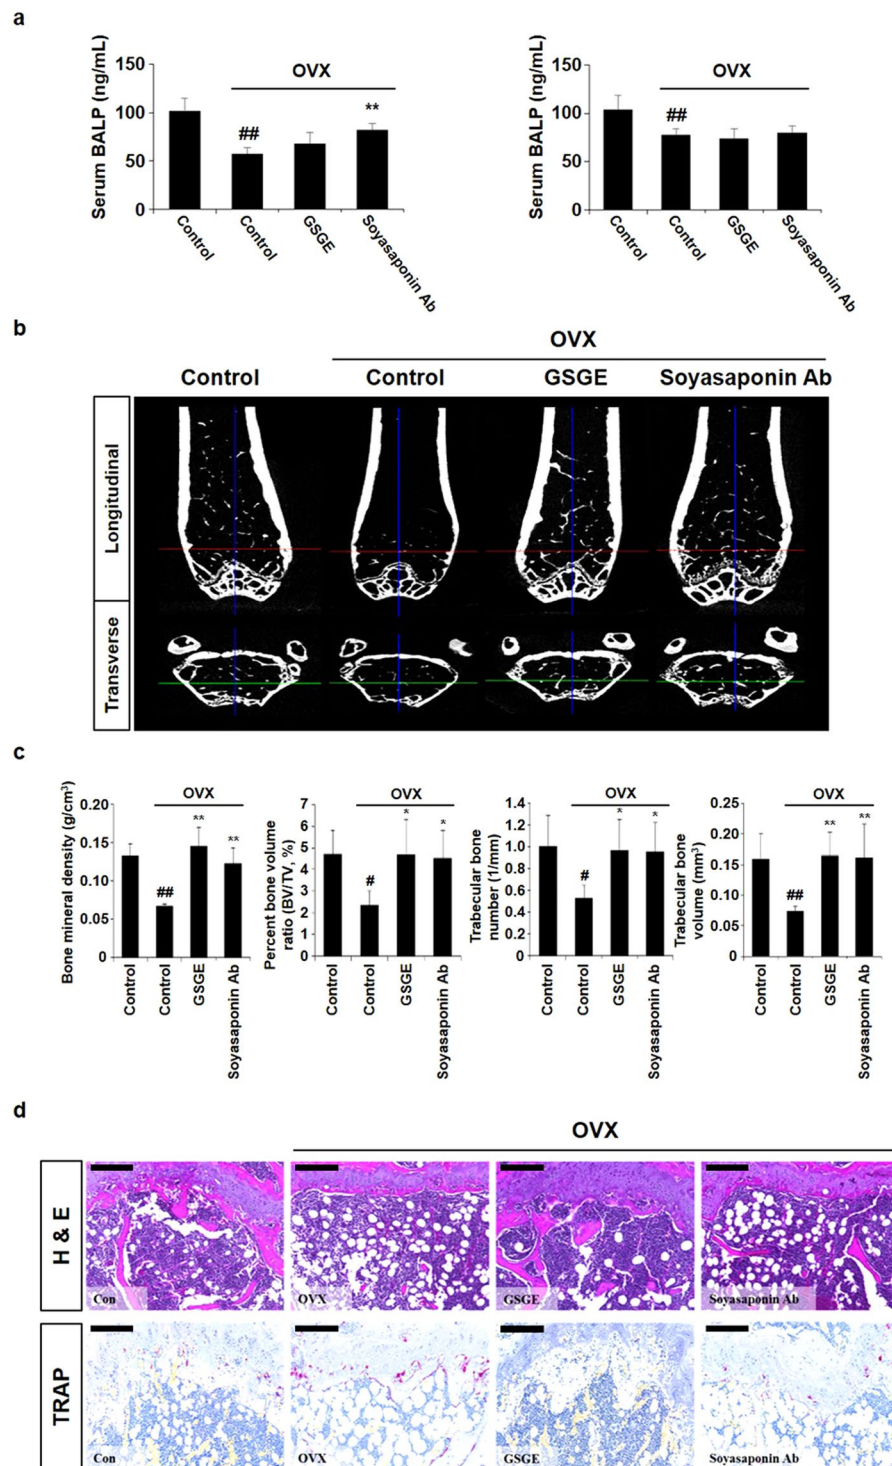 a
Serum BALP (ng/mL)
150
100
50
0
OVX
##
**
Control
Control
GSGE
Soyasaponin Ab
Serum BALP (ng/mL)
150
100
50
0
OVX
##
Control
Control
GSGE
Soyasaponin Ab
b
OVX
Control
Control
GSGE
Soyasaponin Ab
Longitudinal
Transverse
c
Bone mineral density (g/cm³)
0.20
0.15
0.10
0.05
0
OVX
##
**
**
Control
Control
GSGE
Soyasaponin Ab
Percent bone volume
ratio (BV/TV, %)
7
6
5
4
3
2
1
0
OVX
#
*
*
Control
Control
GSGE
Soyasaponin Ab
Trabecular bone
number (1/mm)
1.4
1.2
1.0
0.8
0.6
0.4
0.2
0
OVX
#
*
*
Control
Control
GSGE
Soyasaponin Ab
Trabecular bone
volume (mm³)
0.25
0.20
0.15
0.10
0.05
0
OVX
##
**
**
Control
Control
GSGE
Soyasaponin Ab
d
OVX
H & E
Con
OVX
GSGE
Soyasaponin Ab
TRAP
Con
OVX
GSGE
Soyasaponin Ab